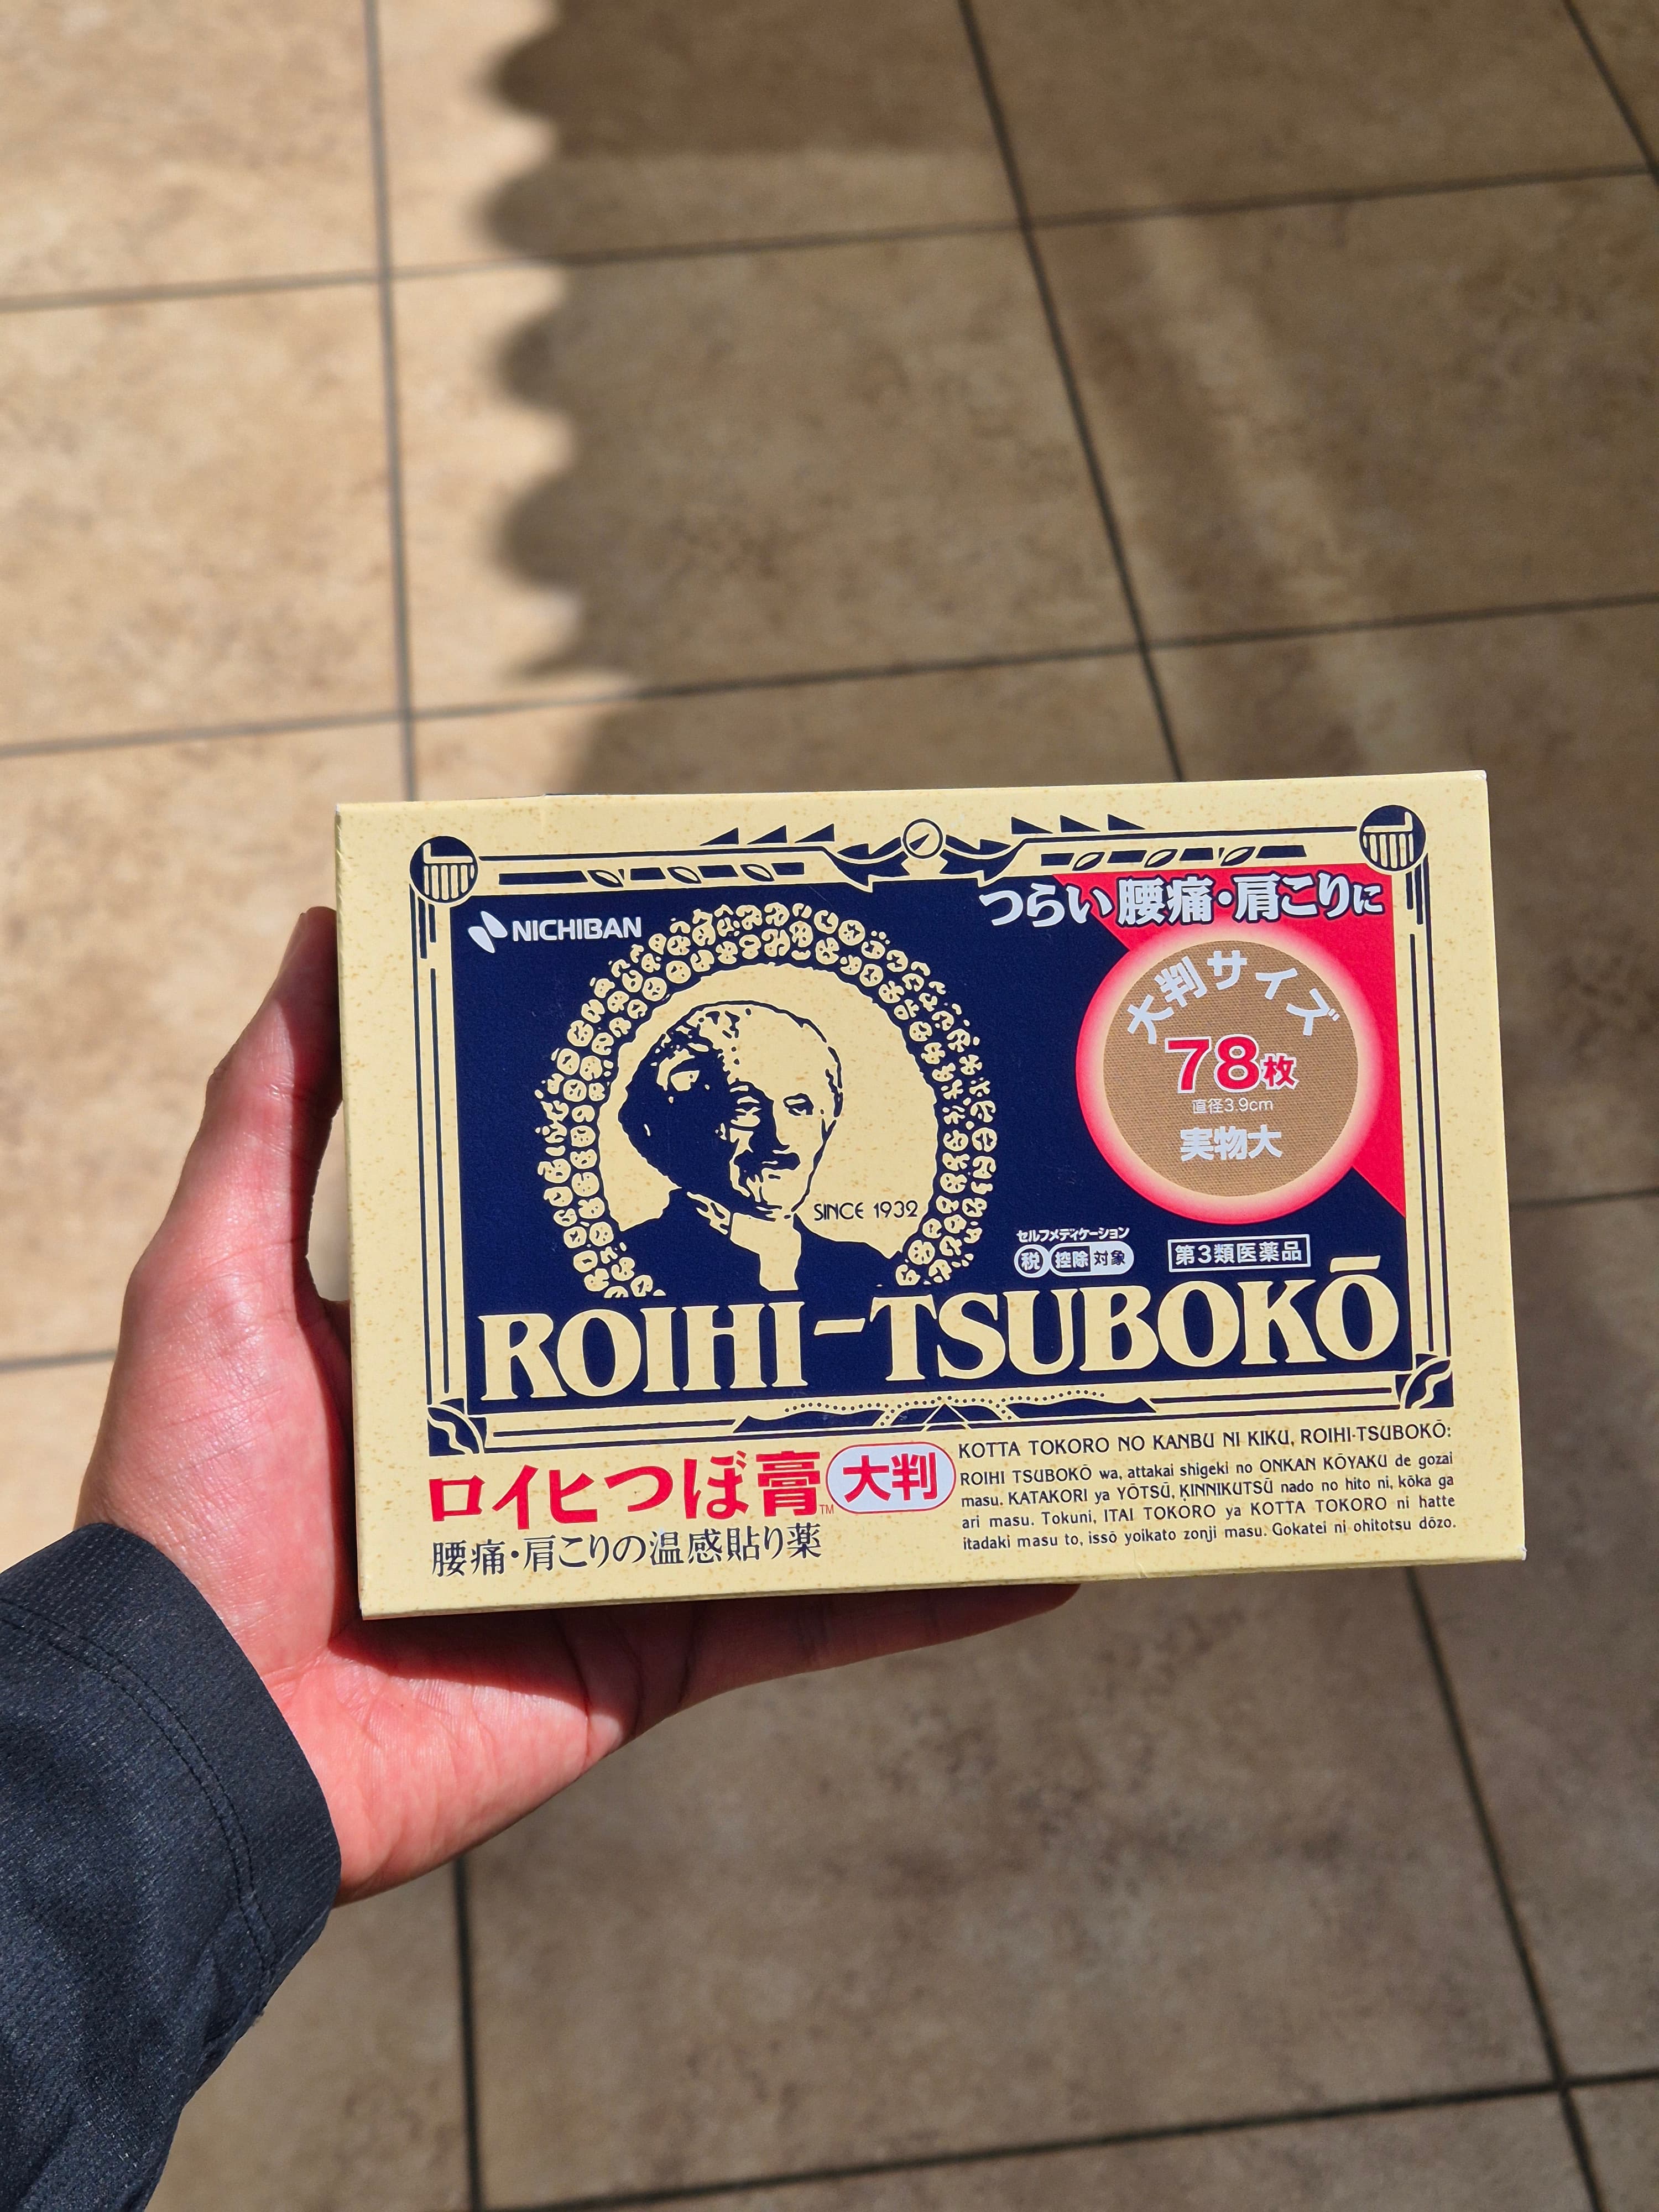 NICHIBAN
つらい腰痛・肩こりに
大判サイズ
78枚
直径3.9cm
実物大
SINCE 1932
セルフメディケーション
税 控除 対象
第3類医薬品
ROIHI-TSUBOKŌ
ロイヒつぼ膏™ 大判
腰痛・肩こりの温感貼り薬
KOTTA TOKORO NO KANBU NI KIKU, ROIHI-TSUBOKŌ:
ROIHI TSUBOKŌ wa, attakai shigeki no ONKAN KŌYAKU de gozai
masu. KATAKORI ya YŌTSŪ, KINNIKUTSŪ nado no hito ni, kōka ga
ari masu. Tokuni, ITAI TOKORO ya KOTTA TOKORO ni hatte
itadaki masu to, issō yoikato zonji masu. Gokatei ni ohitotsu dōzo.